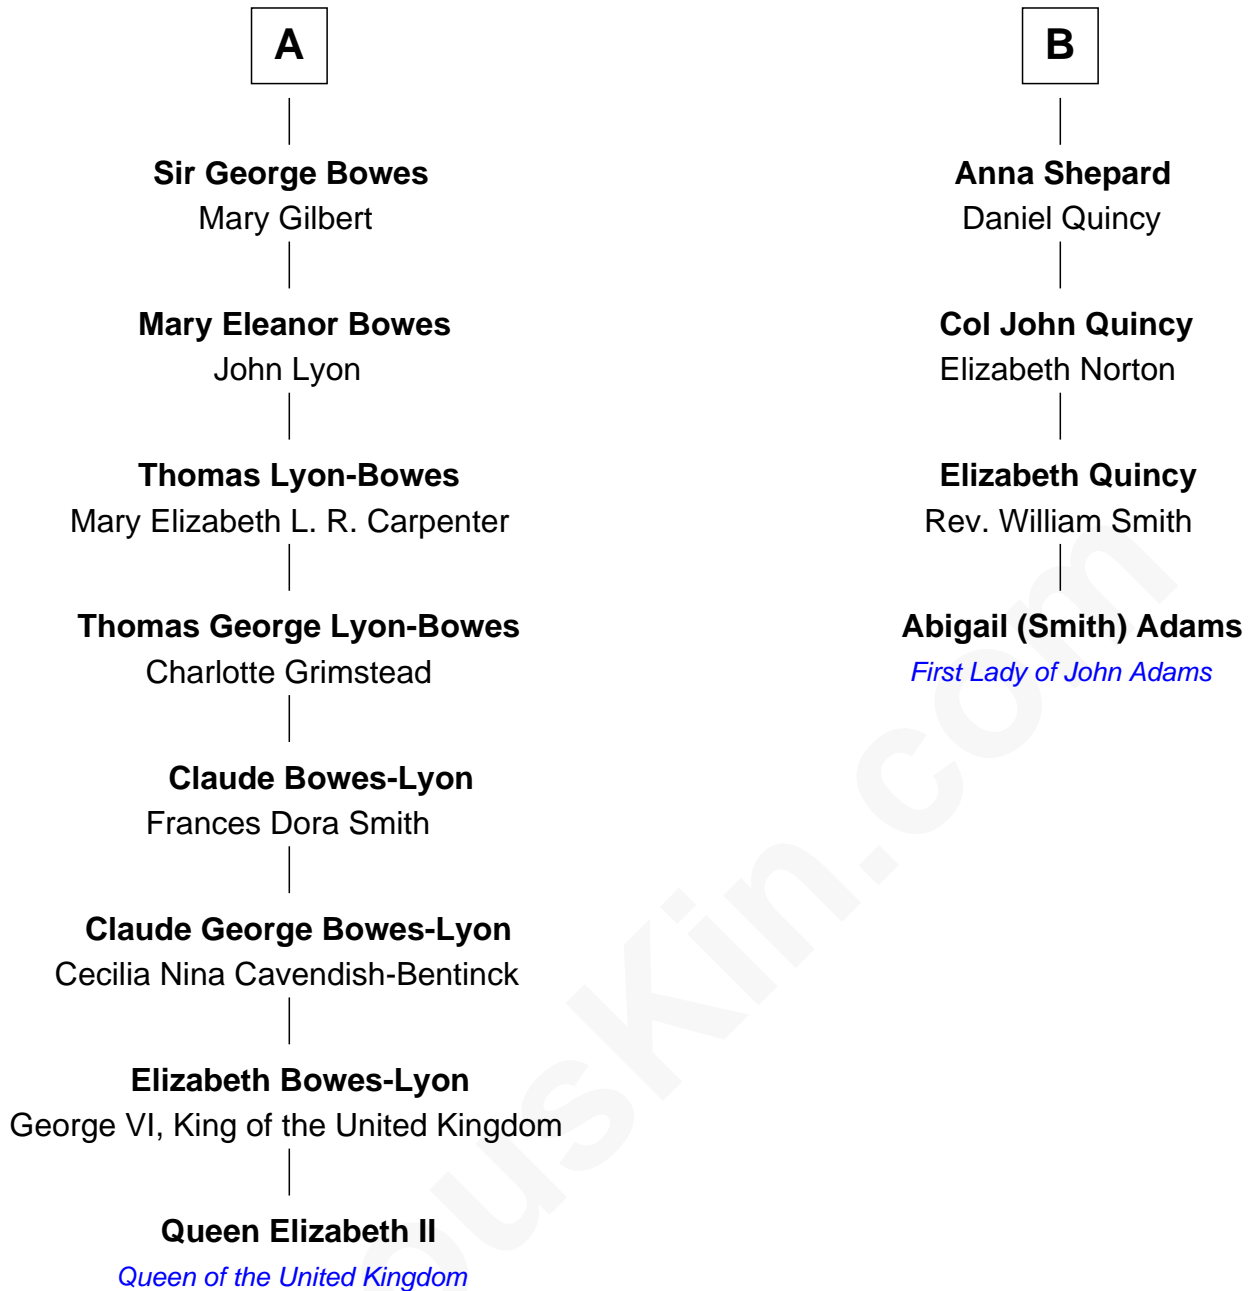 A
Sir George Bowes
Mary Gilbert
Mary Eleanor Bowes
John Lyon
Thomas Lyon-Bowes
Mary Elizabeth L. R. Carpenter
Thomas George Lyon-Bowes
Charlotte Grimstead
Claude Bowes-Lyon
Frances Dora Smith
Claude George Bowes-Lyon
Cecilia Nina Cavendish-Bentinck
Elizabeth Bowes-Lyon
George VI, King of the United Kingdom
Queen Elizabeth II
Queen of the United Kingdom
B
Anna Shepard
Daniel Quincy
Col John Quincy
Elizabeth Norton
Elizabeth Quincy
Rev. William Smith
Abigail (Smith) Adams
First Lady of John Adams
ousKin.com